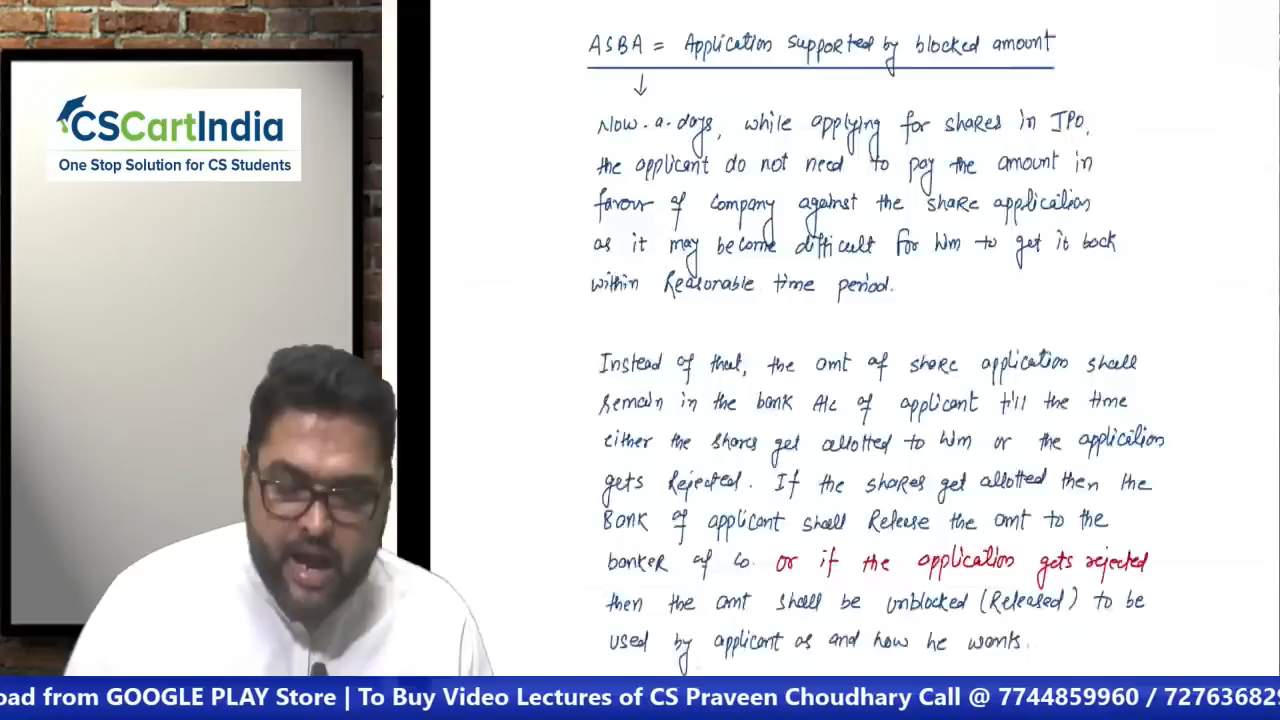 CSCartIndia
One Stop Solution for CS Students
ASBA = Application supported by blocked amount
Now-a-days, while applying for shares in IPO,
the applicant do not need to pay the amount in
favour of company against the share application
as it may become difficult for him to get it back
within Reasonable time period.
Instead of that, the amt of share application shall
Remain in the bank A/c of applicant till the time
either the shares get allotted to him or the application
gets Rejected. If the shares get allotted then the
BANK of applicant shall Release the amt to the
banker of co. or if the application gets rejected
then the amt shall be unblocked (Released) to be
used by applicant as and how he wants.
oad from GOOGLE PLAY Store | To Buy Video Lectures of CS Praveen Choudhary Call @ 7744859960 / 727636829